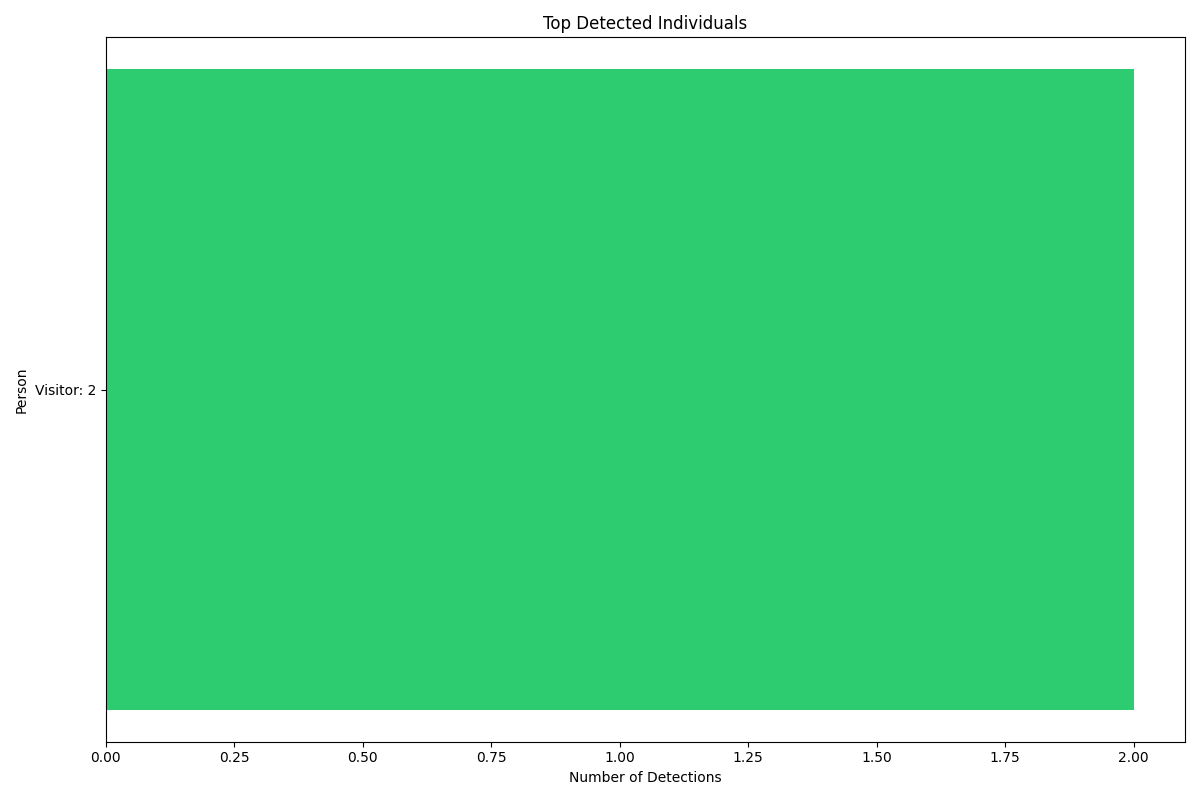 Top Detected Individuals
Person
Visitor: 2
0.00 0.25 0.50 0.75 1.00 1.25 1.50 1.75 2.00
Number of Detections